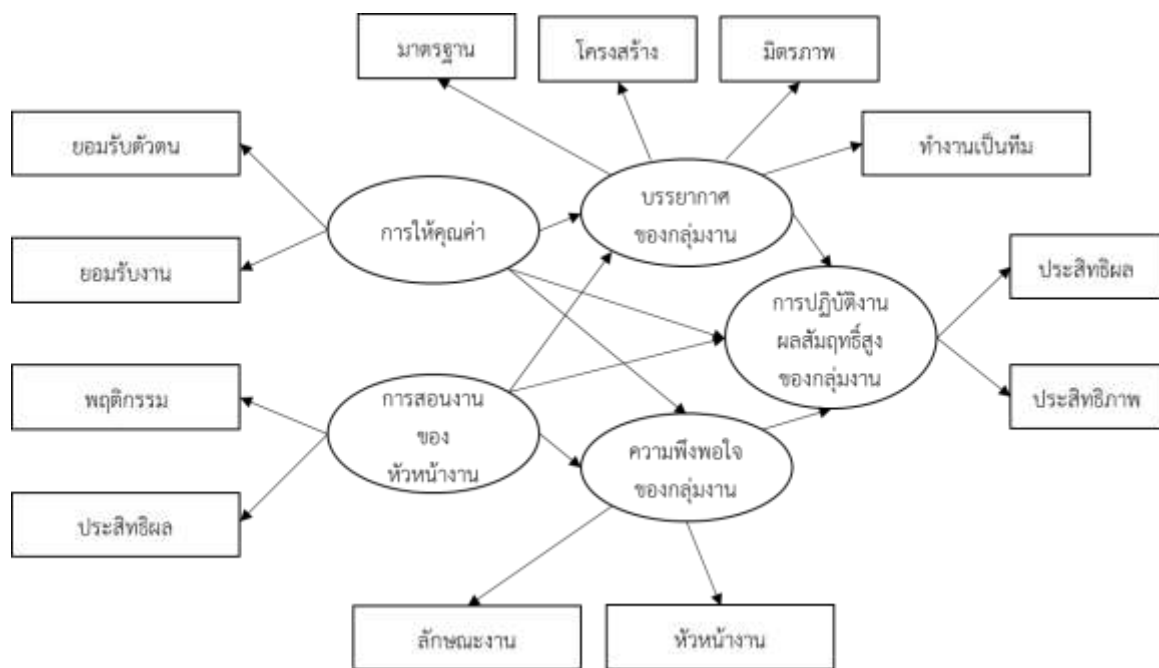 มาตรฐาน
โครงสร้าง
มิตรภาพ
ยอมรับตัวตน
ทำงานเป็นทีม
บรรยากาศ
ของกลุ่มงาน
การให้คุณค่า
ยอมรับงาน
ประสิทธิผล
การปฏิบัติงาน
ผลสัมฤทธิ์สูง
ของกลุ่มงาน
พฤติกรรม
การสอนงาน
ของ
หัวหน้างาน
ประสิทธิภาพ
ความพึงพอใจ
ของกลุ่มงาน
ประสิทธิผล
ลักษณะงาน
หัวหน้างาน